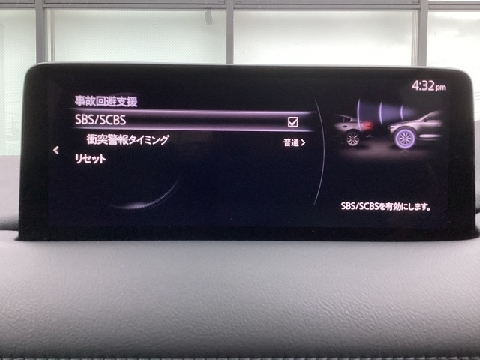 4:32 pm
事故回避支援
SBS/SCBS
衝突警報タイミング 普通
リセット
SBS/SCBSを有効にします。